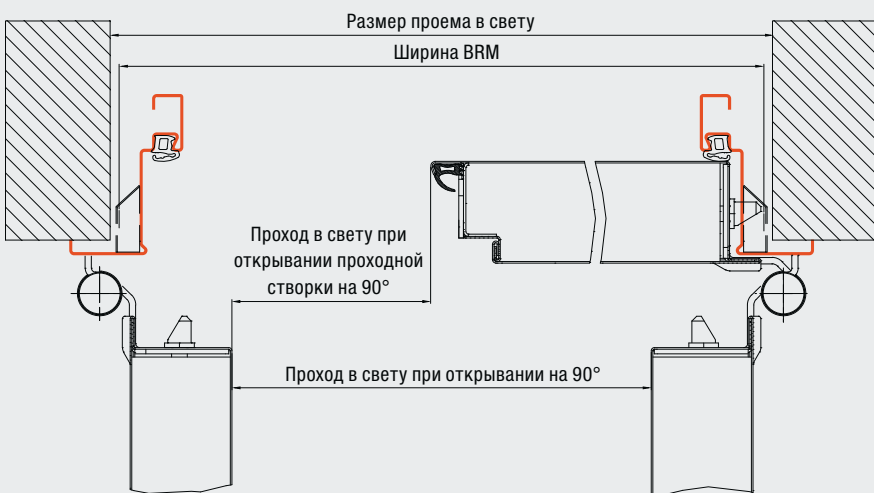 Размер проема в свету
Ширина BRM
Проход в свету при
открывании проходной
створки на 90°
Проход в свету при открывании на 90°